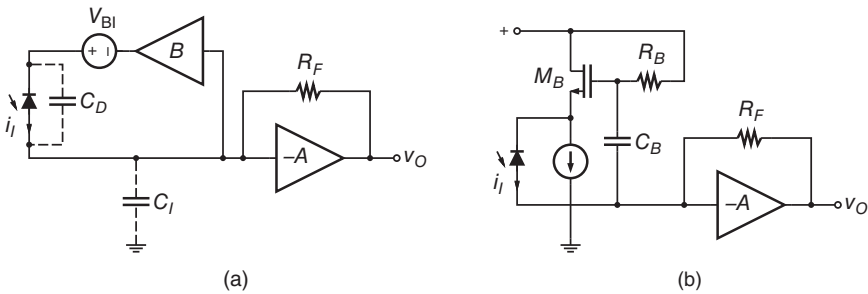 V_BI
+ −
B
R_F
C_D
i_I
−A
v_O
C_I
(a)
+
R_B
M_B
R_F
C_B
i_I
−A
v_O
(b)